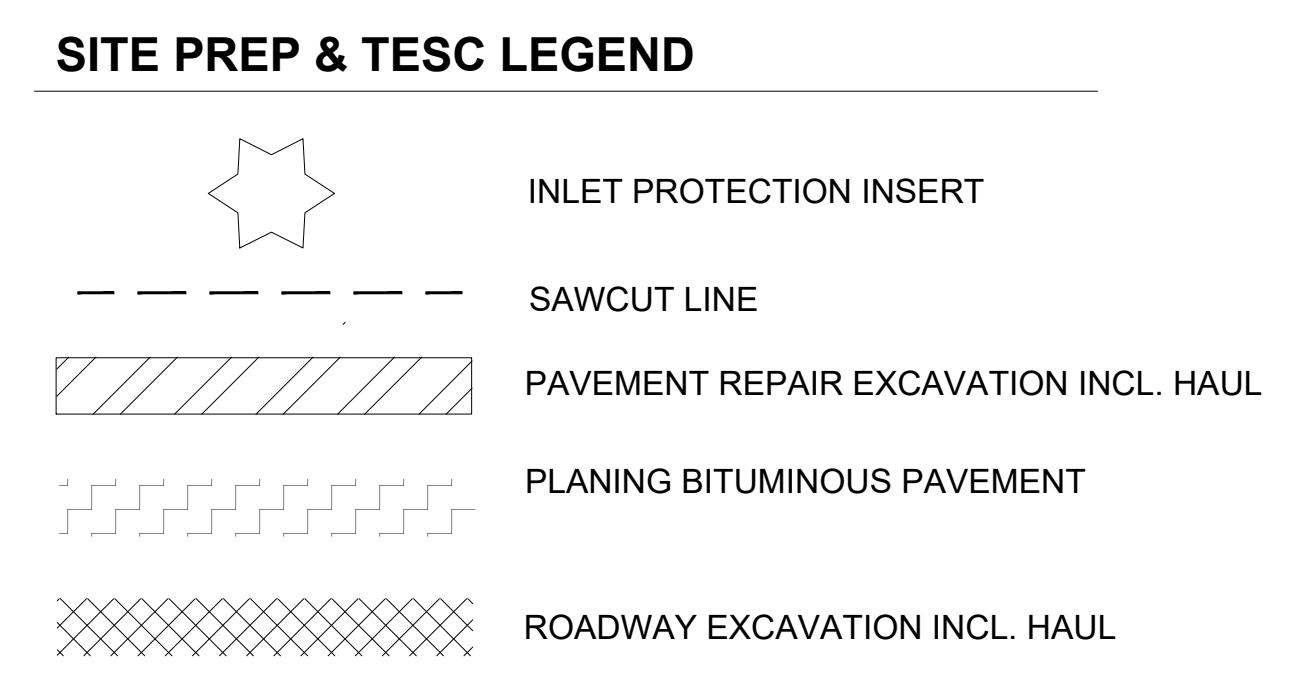 SITE PREP & TESC LEGEND
INLET PROTECTION INSERT
SAWCUT LINE
PAVEMENT REPAIR EXCAVATION INCL. HAUL
PLANING BITUMINOUS PAVEMENT
ROADWAY EXCAVATION INCL. HAUL